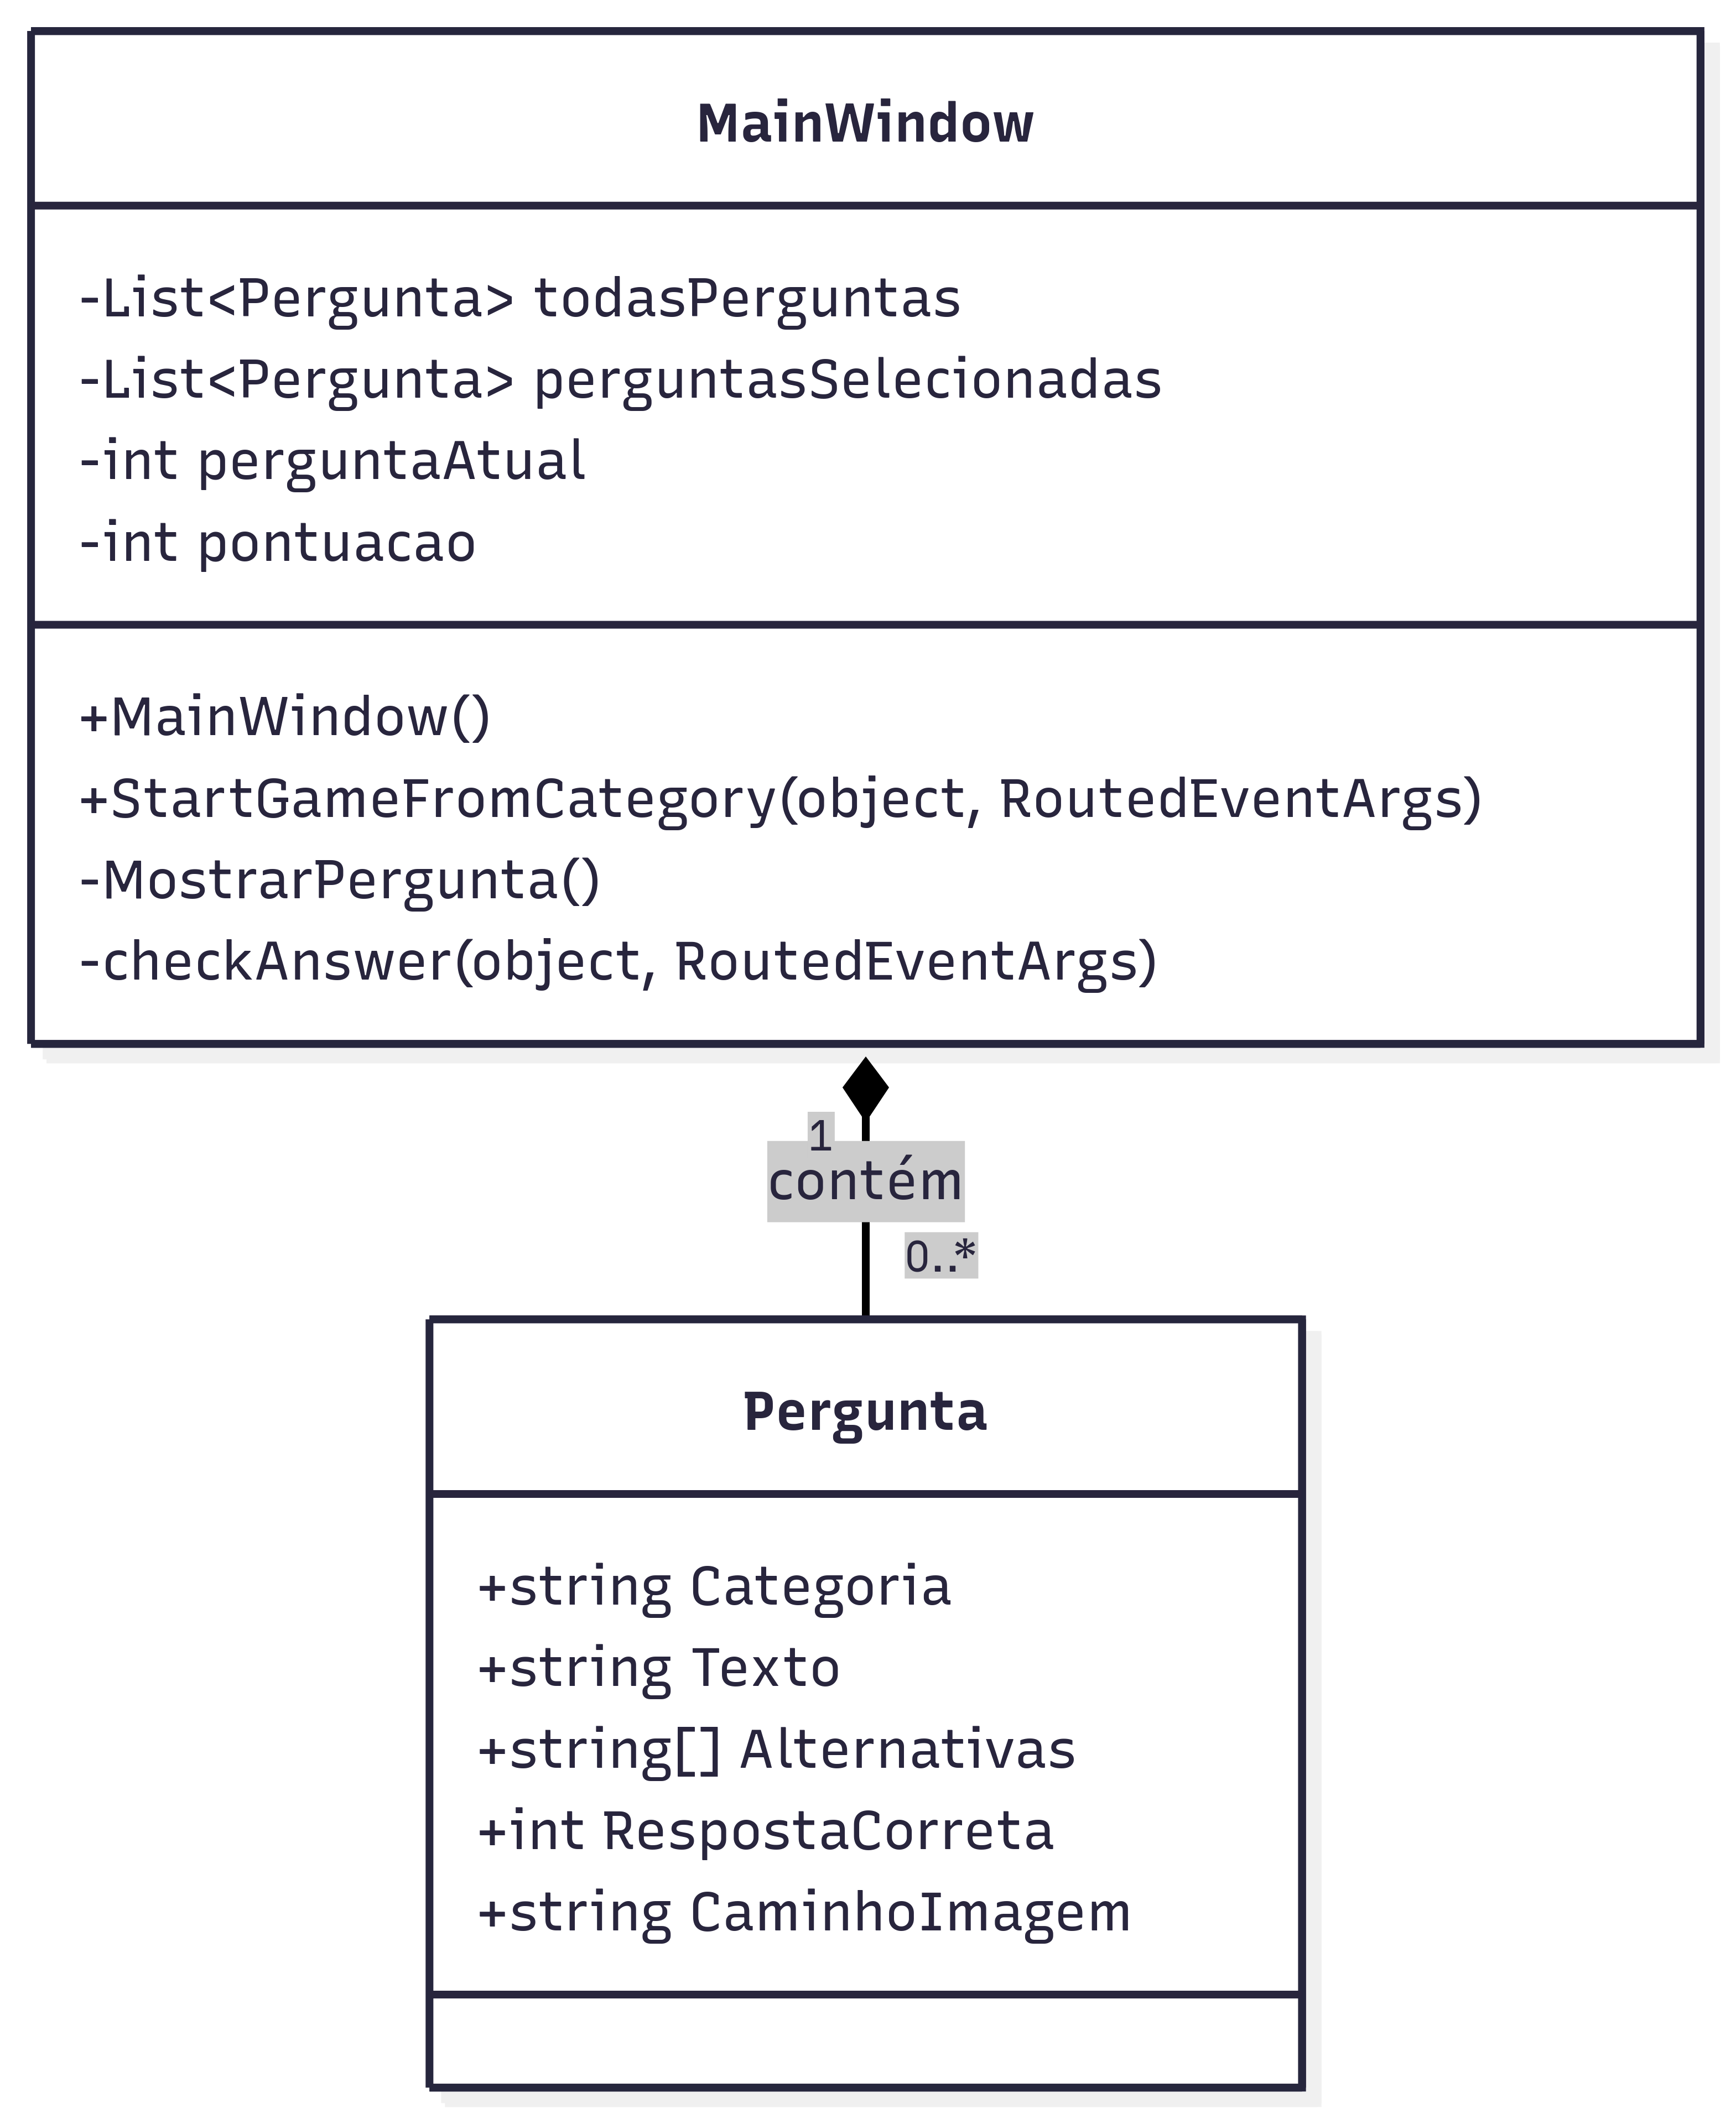 MainWindow
-List<Pergunta> todasPerguntas
-List<Pergunta> perguntasSelecionadas
-int perguntaAtual
-int pontuacao
+MainWindow()
+StartGameFromCategory(object, RoutedEventArgs)
-MostrarPergunta()
-checkAnswer(object, RoutedEventArgs)
1
contém
0..*
Pergunta
+string Categoria
+string Texto
+string[] Alternativas
+int RespostaCorreta
+string CaminhoImagem